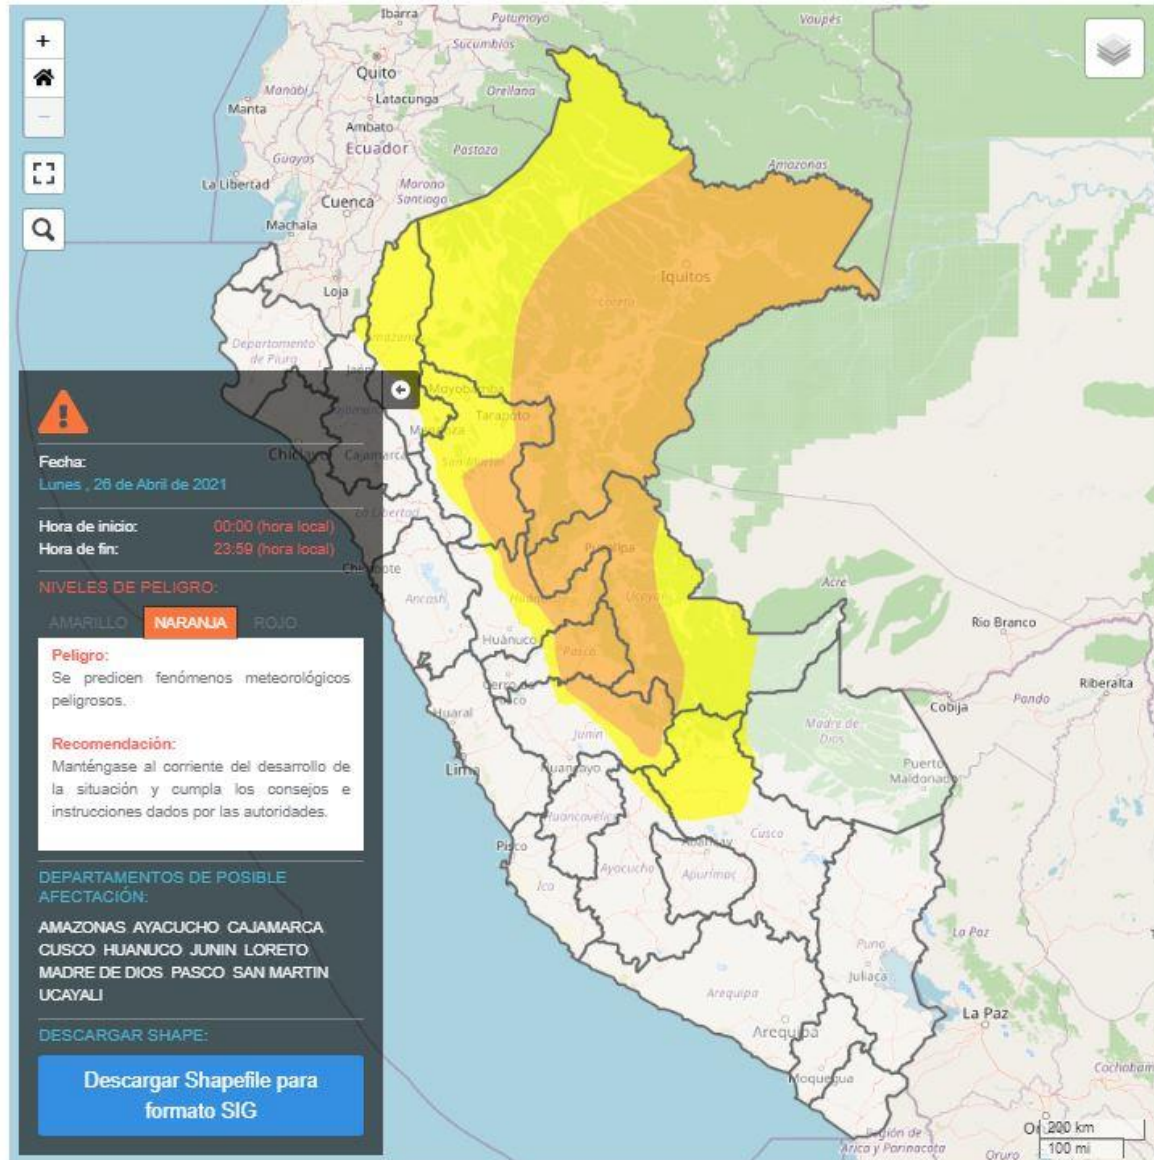 Ibarra
Putumayo
Vaupés
Sucumbíos
Quito
Orellana
Manabí
Latacunga
Manta
Ambato
Ecuador
Pastaza
Guayas
Amazonas
La Libertad
Morona
Santiago
Cuenca
Machala
Loja
Iquitos
Loreto
Departamento
de Piura
Amazonas
Jaén
Moyobamba
Tarapoto
San Martín
Chiclayo
Cajamarca
La Libertad
Chimbote
Ancash
Pucallpa
Ucayali
Huánuco
Huánuco
Pasco
Cerro de
Pasco
Acre
Rio Branco
Riberalta
Pando
Cobija
Madre de
Dios
Puerto
Maldonado
Huaral
Junín
Lima
Huancayo
Huancavelica
Cusco
Abancay
Pisco
Ayacucho
Apurímac
Ica
La Paz
Puno
Juliaca
Arequipa
Arequipa
La Paz
Moquegua
Cochabam
Región de
Arica y Parinacota
Oruro
200 km
100 mi
+
−
Fecha:
Lunes , 26 de Abril de 2021
Hora de inicio: 00:00 (hora local)
Hora de fin: 23:59 (hora local)
NIVELES DE PELIGRO:
AMARILLO NARANJA ROJO
Peligro:
Se predicen fenómenos meteorológicos
peligrosos.
Recomendación:
Manténgase al corriente del desarrollo de
la situación y cumpla los consejos e
instrucciones dados por las autoridades.
DEPARTAMENTOS DE POSIBLE
AFECTACIÓN:
AMAZONAS AYACUCHO CAJAMARCA
CUSCO HUANUCO JUNIN LORETO
MADRE DE DIOS PASCO SAN MARTIN
UCAYALI
DESCARGAR SHAPE:
Descargar Shapefile para
formato SIG